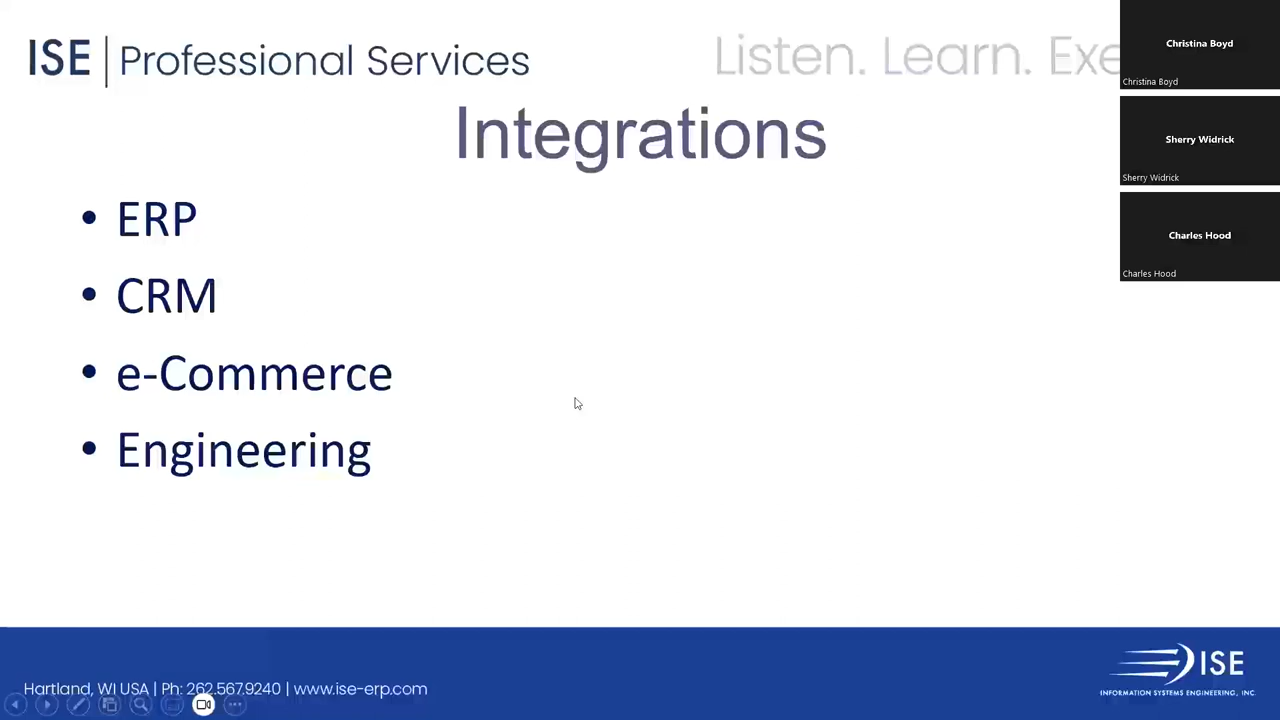 ISE | Professional Services
Listen. Learn. Exe
Christina Boyd
Christina Boyd
Integrations
Sherry Widrick
Sherry Widrick
• ERP
Charles Hood
Charles Hood
• CRM
• e-Commerce
• Engineering
ISE
INFORMATION SYSTEMS ENGINEERING, INC.
Hartland, WI USA | Ph: 262.567.9240 | www.ise-erp.com